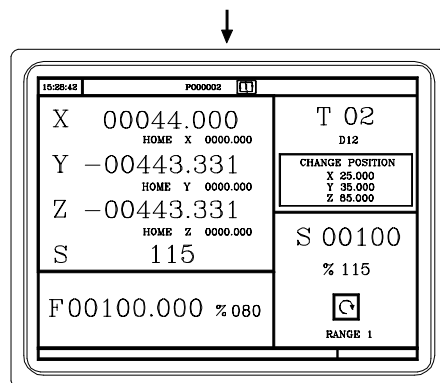 15:28:42 P000002
X 00044.000
HOME X 0000.000
Y -00443.331
HOME Y 0000.000
Z -00443.331
HOME Z 0000.000
S 115
F00100.000 % 080
T 02
D12
CHANGE POSITION
X 25.000
Y 35.000
Z 85.000
S 00100
% 115
RANGE 1